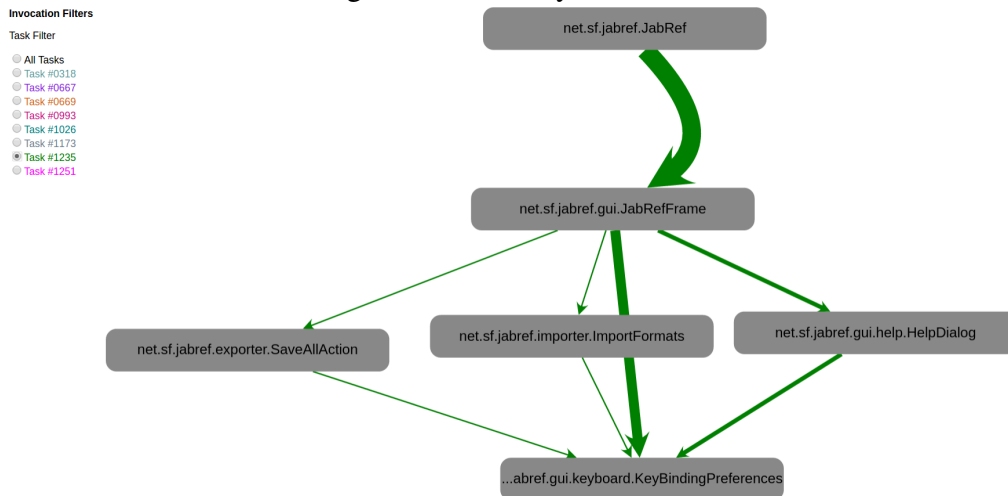 Invocation Filters
Task Filter
All Tasks
Task #0318
Task #0667
Task #0669
Task #0993
Task #1026
Task #1173
Task #1235
Task #1251
net.sf.jabref.JabRef
net.sf.jabref.gui.JabRefFrame
net.sf.jabref.exporter.SaveAllAction
net.sf.jabref.importer.ImportFormats
net.sf.jabref.gui.help.HelpDialog
...abref.gui.keyboard.KeyBindingPreferences